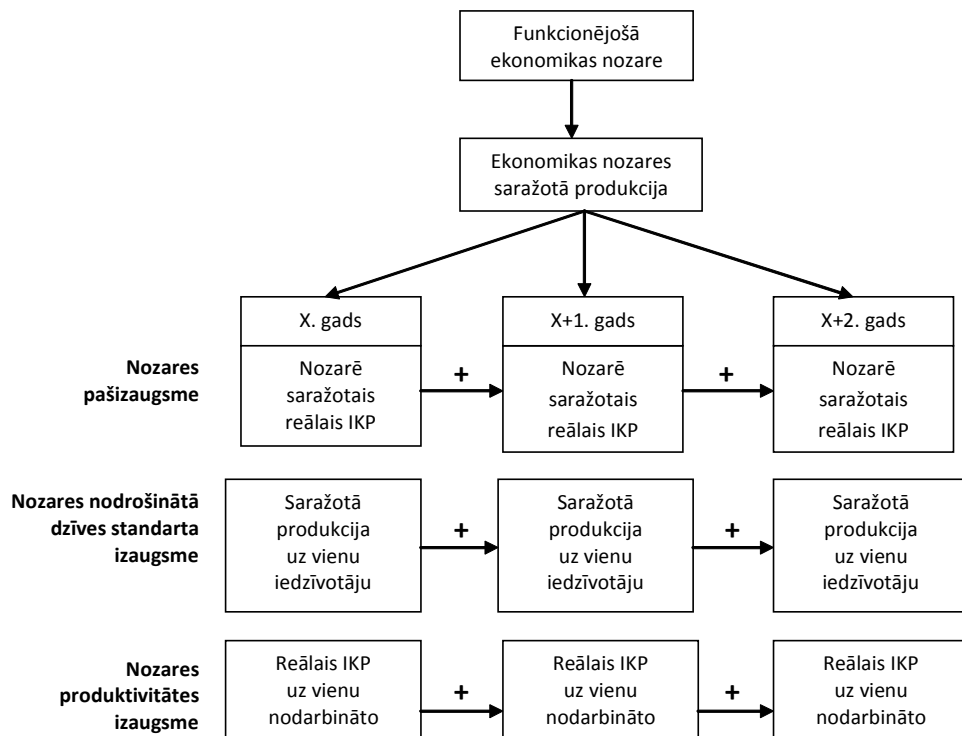 Funkcionējošā
ekonomikas nozare
Ekonomikas nozares
saražotā produkcija
X. gads
X+1. gads
X+2. gads
Nozares
pašizaugsme
Nozarē
saražotais
reālais IKP
+
Nozarē
saražotais
reālais IKP
+
Nozarē
saražotais
reālais IKP
Nozares nodrošinātā
dzīves standarta
izaugsme
Saražotā
produkcija
uz vienu
iedzīvotāju
+
Saražotā
produkcija
uz vienu
iedzīvotāju
+
Saražotā
produkcija
uz vienu
iedzīvotāju
Nozares
produktivitātes
izaugsme
Reālais IKP
uz vienu
nodarbināto
+
Reālais IKP
uz vienu
nodarbināto
+
Reālais IKP
uz vienu
nodarbināto